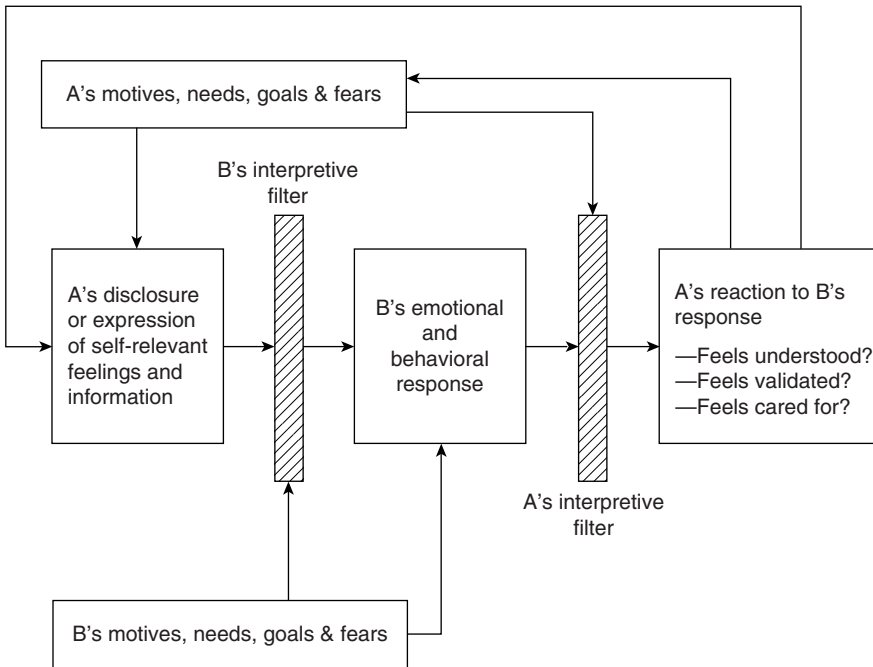 A's motives, needs, goals & fears
B's interpretive
filter
A's disclosure
or expression
of self-relevant
feelings and
information
B's emotional
and
behavioral
response
A's reaction to B's
response
—Feels understood?
—Feels validated?
—Feels cared for?
A's interpretive
filter
B's motives, needs, goals & fears